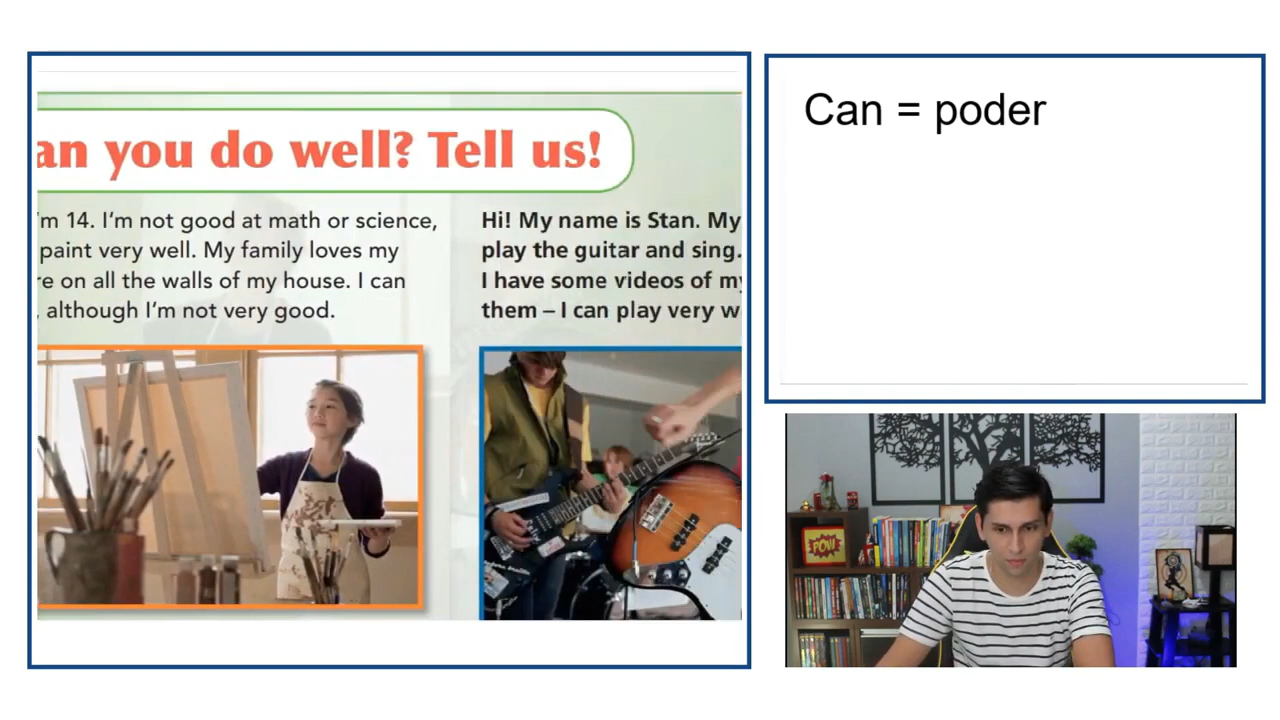 an you do well? Tell us!
'm 14. I'm not good at math or science,
paint very well. My family loves my
re on all the walls of my house. I can
, although I'm not very good.
Hi! My name is Stan. My
play the guitar and sing.
I have some videos of my
them – I can play very w
Can = poder
POW!